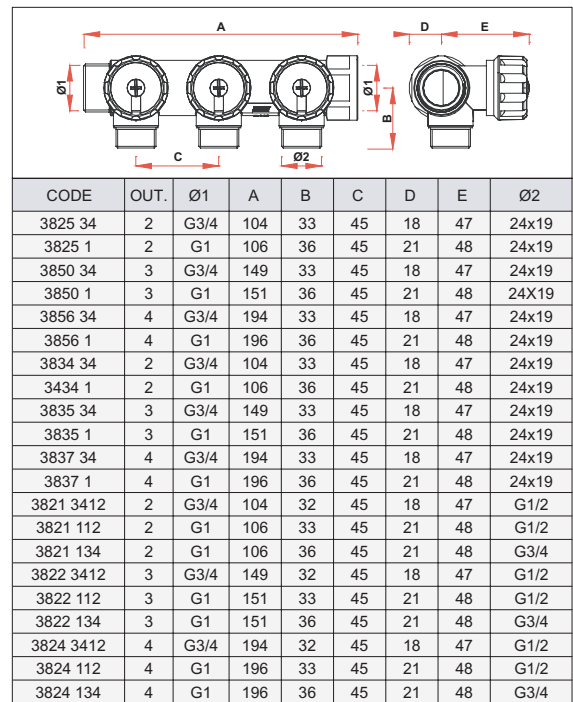 A
D
E
Ø1
Ø1
B
C
Ø2
CODE OUT. Ø1 A B C D E Ø2
3825 34 2 G3/4 104 33 45 18 47 24x19
3825 1 2 G1 106 36 45 21 48 24x19
3850 34 3 G3/4 149 33 45 18 47 24x19
3850 1 3 G1 151 36 45 21 48 24X19
3856 34 4 G3/4 194 33 45 18 47 24x19
3856 1 4 G1 196 36 45 21 48 24x19
3834 34 2 G3/4 104 33 45 18 47 24x19
3434 1 2 G1 106 36 45 21 48 24x19
3835 34 3 G3/4 149 33 45 18 47 24x19
3835 1 3 G1 151 36 45 21 48 24x19
3837 34 4 G3/4 194 33 45 18 47 24x19
3837 1 4 G1 196 36 45 21 48 24x19
3821 3412 2 G3/4 104 32 45 18 47 G1/2
3821 112 2 G1 106 33 45 21 48 G1/2
3821 134 2 G1 106 36 45 21 48 G3/4
3822 3412 3 G3/4 149 32 45 18 47 G1/2
3822 112 3 G1 151 33 45 21 48 G1/2
3822 134 3 G1 151 36 45 21 48 G3/4
3824 3412 4 G3/4 194 32 45 18 47 G1/2
3824 112 4 G1 196 33 45 21 48 G1/2
3824 134 4 G1 196 36 45 21 48 G3/4